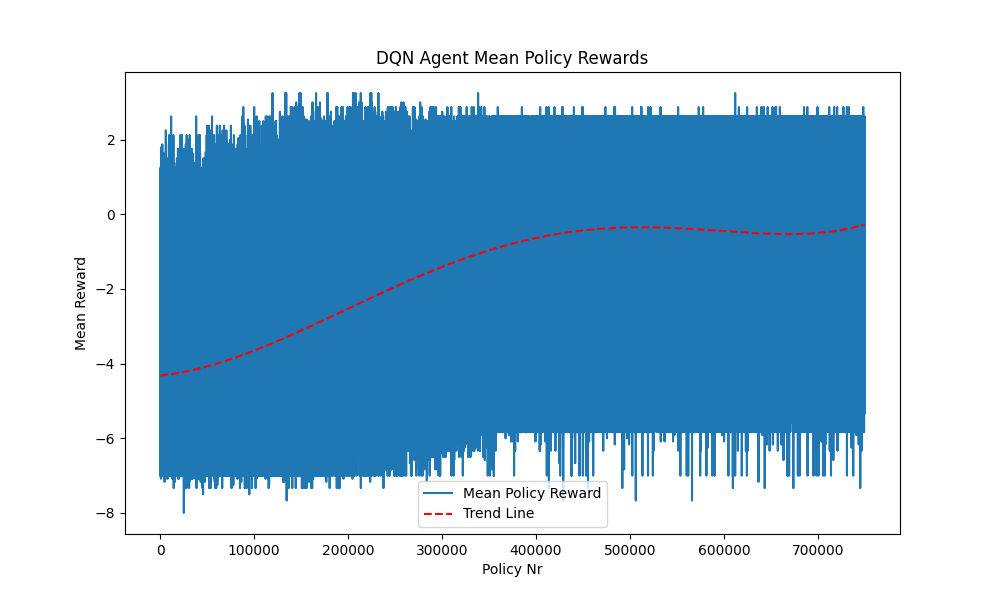 DQN Agent Mean Policy Rewards
Mean Reward
2
0
−2
−4
−6
−8
Mean Policy Reward
Trend Line
0 100000 200000 300000 400000 500000 600000 700000
Policy Nr